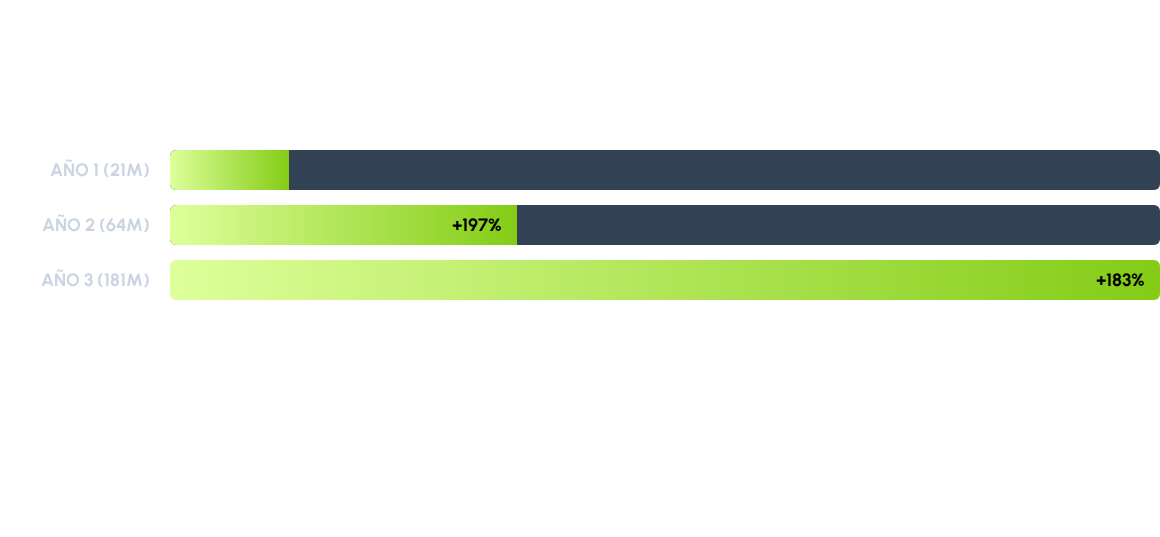 AÑO 1 (21M)
AÑO 2 (64M) +197%
AÑO 3 (181M) +183%